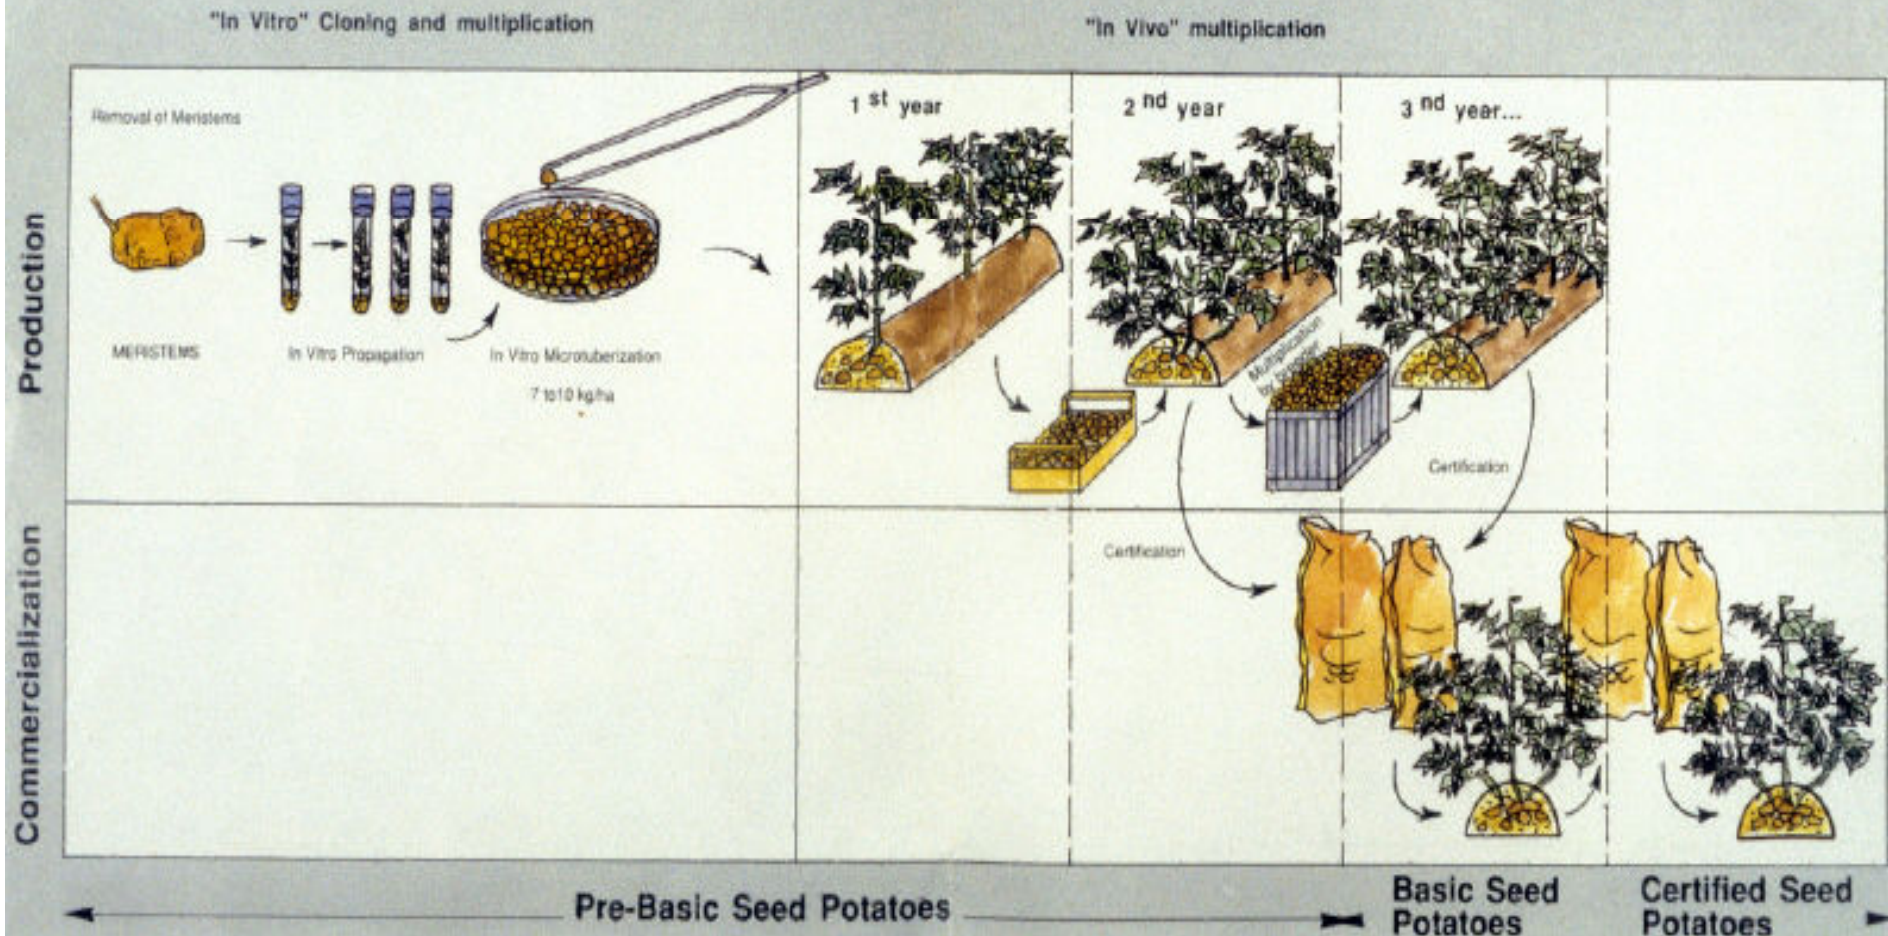 "In Vitro" Cloning and multiplication
"In Vivo" multiplication
Production
Removal of Meristems
MERISTEMS
In Vitro Propagation
In Vitro Microtuberization
7 to10 kg/ha
1 st year
2 nd year
3 nd year...
Multiplication
by
Certification
Commercialization
Certification
Pre-Basic Seed Potatoes
Basic Seed
Potatoes
Certified Seed
Potatoes